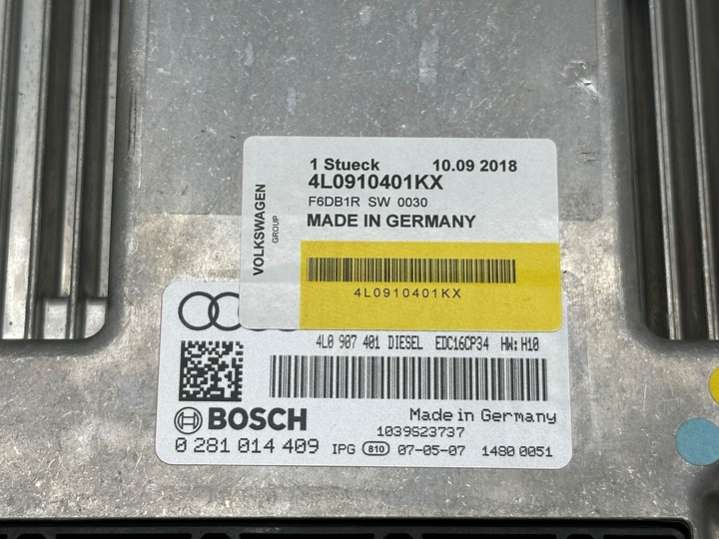 1 Stueck 10.09 2018
4L0910401KX
F6DB1R SW 0030
MADE IN GERMANY
VOLKSWAGEN
GROUP
4L0910401KX
4L0 907 401 DIESEL EDC16CP34 HW:H10
BOSCH
Made in Germany
1039S23737
0 281 014 409 IPG 810 07-05-07 1480 0051